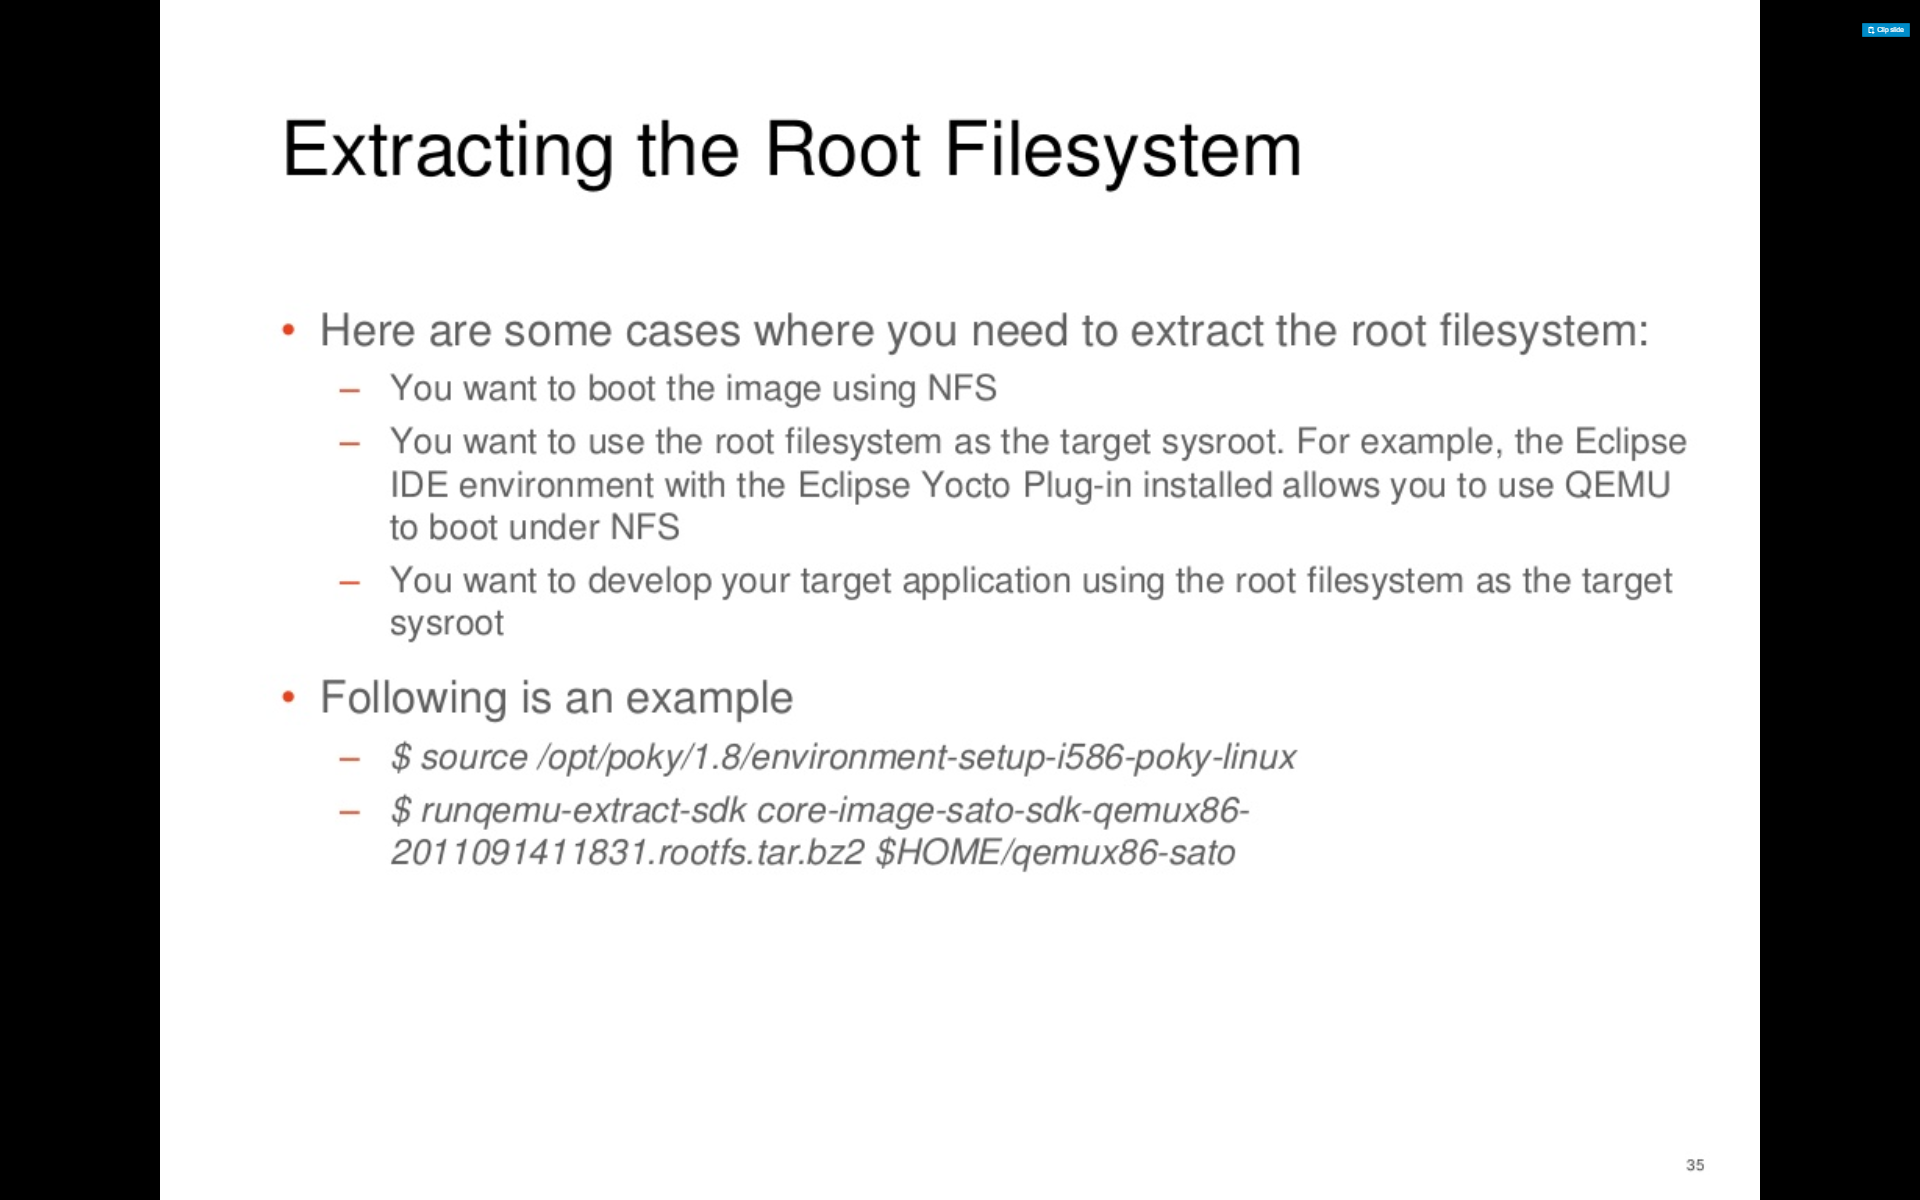 Clip slide
Extracting the Root Filesystem
• Here are some cases where you need to extract the root filesystem:
– You want to boot the image using NFS
– You want to use the root filesystem as the target sysroot. For example, the Eclipse
IDE environment with the Eclipse Yocto Plug-in installed allows you to use QEMU
to boot under NFS
– You want to develop your target application using the root filesystem as the target
sysroot
• Following is an example
– $ source /opt/poky/1.8/environment-setup-i586-poky-linux
– $ runqemu-extract-sdk core-image-sato-sdk-qemux86-
2011091411831.rootfs.tar.bz2 $HOME/qemux86-sato
35